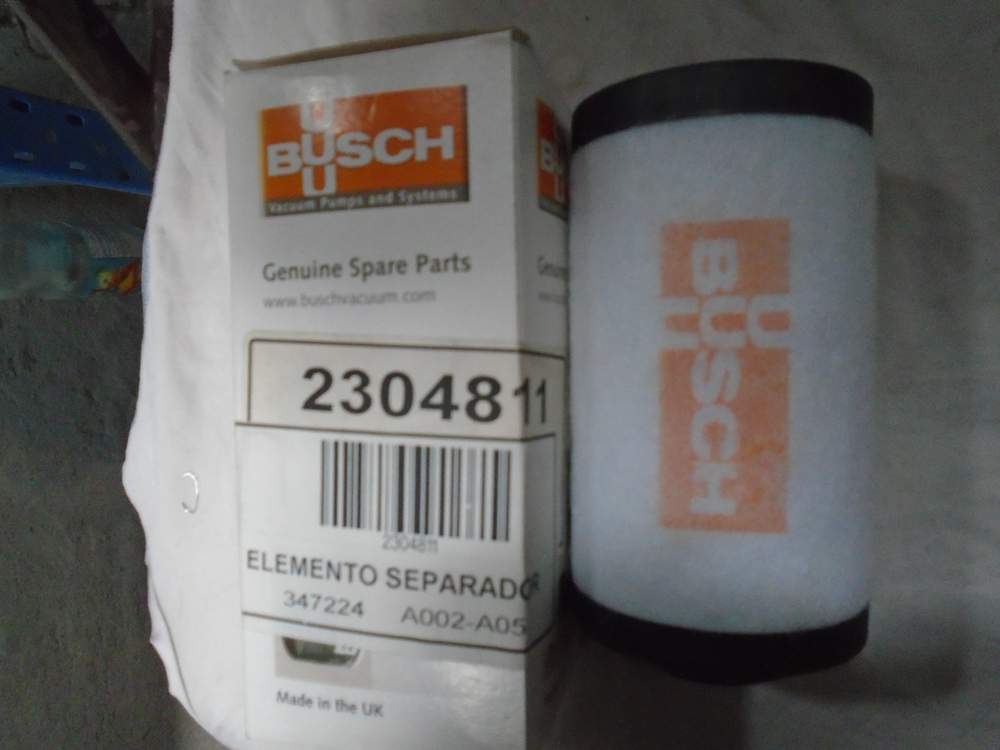 BUSCH
Vacuum Pumps and Systems
Genuine Spare Parts
www.buschvacuum.com
2304811
2304811
ELEMENTO SEPARADOR
347224 A002-A05
Made in the UK
BUSCH